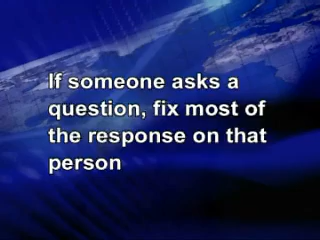 If someone asks a
question, fix most of
the response on that
person